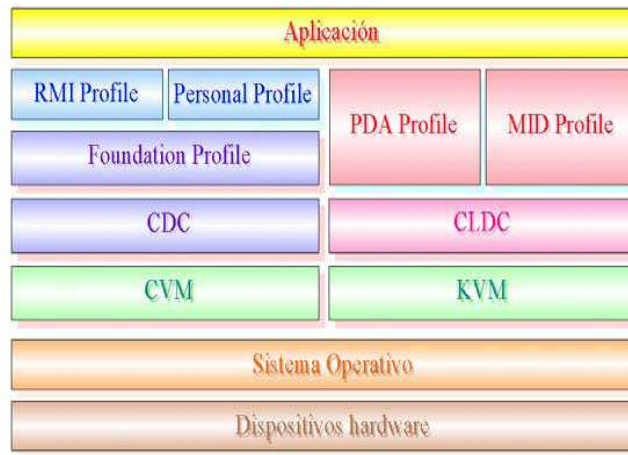 Aplicación
RMI Profile
Personal Profile
PDA Profile
MID Profile
Foundation Profile
CDC
CLDC
CVM
KVM
Sistema Operativo
Dispositivos hardware